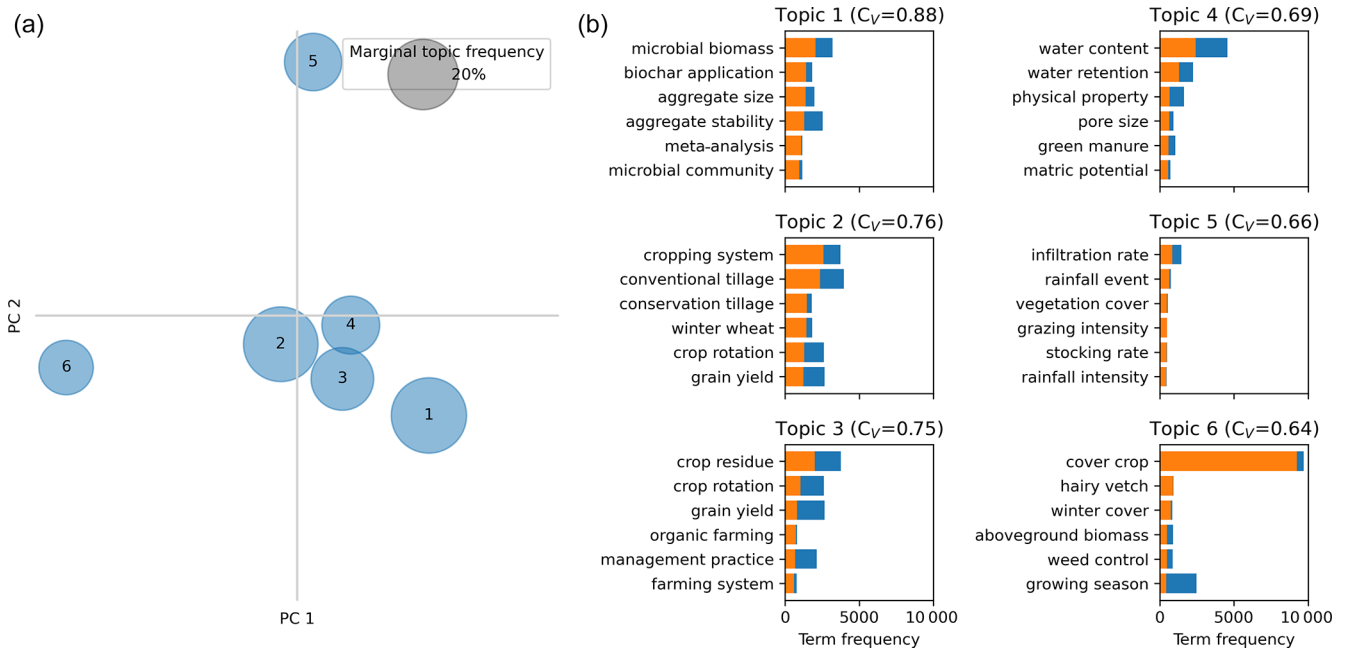 (a)
5
Marginal topic frequency
20%
PC 2
4
2
6
3
1
PC 1
(b)
Topic 1 (C_V=0.88)
microbial biomass
biochar application
aggregate size
aggregate stability
meta-analysis
microbial community
Topic 4 (C_V=0.69)
water content
water retention
physical property
pore size
green manure
matric potential
Topic 2 (C_V=0.76)
cropping system
conventional tillage
conservation tillage
winter wheat
crop rotation
grain yield
Topic 5 (C_V=0.66)
infiltration rate
rainfall event
vegetation cover
grazing intensity
stocking rate
rainfall intensity
Topic 3 (C_V=0.75)
crop residue
crop rotation
grain yield
organic farming
management practice
farming system
0 5000 10 000
Term frequency
Topic 6 (C_V=0.64)
cover crop
hairy vetch
winter cover
aboveground biomass
weed control
growing season
0 5000 10 000
Term frequency